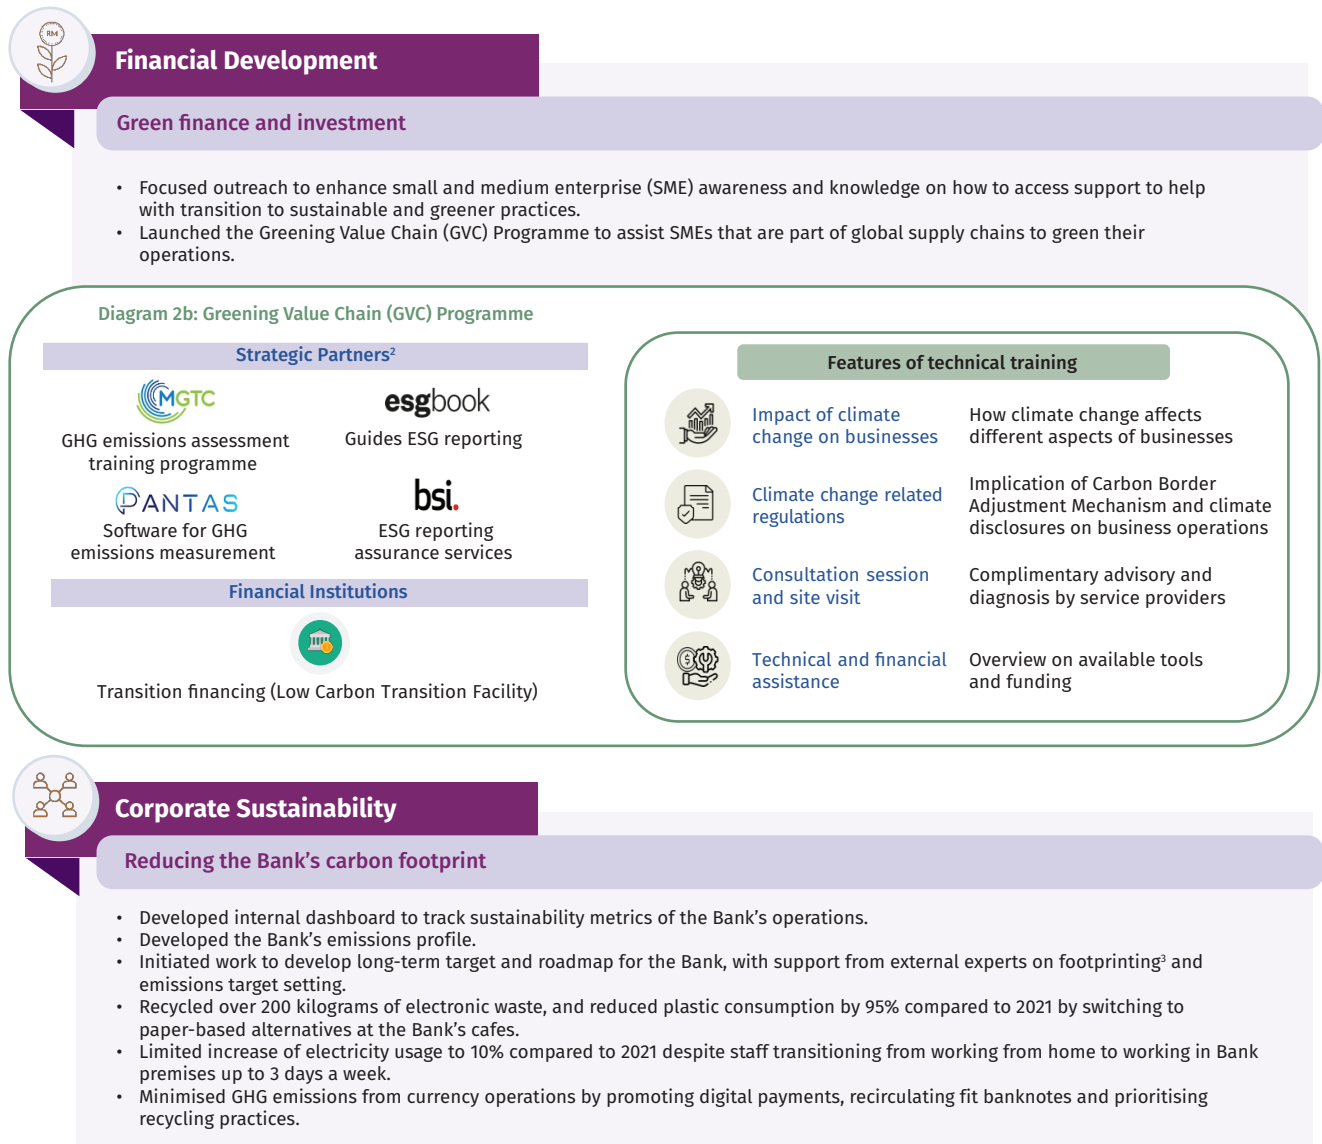 RM
Financial Development
Green finance and investment
• Focused outreach to enhance small and medium enterprise (SME) awareness and knowledge on how to access support to help
with transition to sustainable and greener practices.
• Launched the Greening Value Chain (GVC) Programme to assist SMEs that are part of global supply chains to green their
operations.
Diagram 2b: Greening Value Chain (GVC) Programme
Strategic Partners²
MGTC
GHG emissions assessment
training programme
esgbook
Guides ESG reporting
PANTAS
Software for GHG
emissions measurement
bsi.
ESG reporting
assurance services
Financial Institutions
Transition financing (Low Carbon Transition Facility)
Features of technical training
Impact of climate
change on businesses
How climate change affects
different aspects of businesses
Climate change related
regulations
Implication of Carbon Border
Adjustment Mechanism and climate
disclosures on business operations
Consultation session
and site visit
Complimentary advisory and
diagnosis by service providers
Technical and financial
assistance
Overview on available tools
and funding
Corporate Sustainability
Reducing the Bank’s carbon footprint
• Developed internal dashboard to track sustainability metrics of the Bank’s operations.
• Developed the Bank’s emissions profile.
• Initiated work to develop long-term target and roadmap for the Bank, with support from external experts on footprinting³ and
emissions target setting.
• Recycled over 200 kilograms of electronic waste, and reduced plastic consumption by 95% compared to 2021 by switching to
paper-based alternatives at the Bank’s cafes.
• Limited increase of electricity usage to 10% compared to 2021 despite staff transitioning from working from home to working in Bank
premises up to 3 days a week.
• Minimised GHG emissions from currency operations by promoting digital payments, recirculating fit banknotes and prioritising
recycling practices.